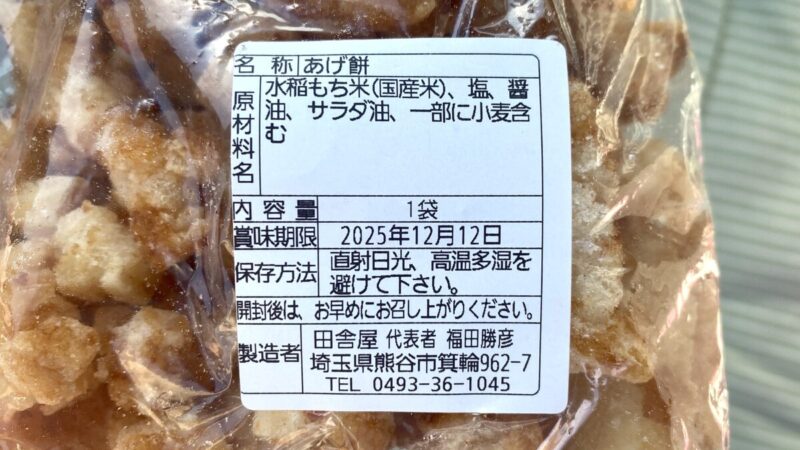 名称 あげ餅
原材料名 水稲もち米(国産米)、塩、醤
油、サラダ油、一部に小麦含
む
内容量 1袋
賞味期限 2025年12月12日
保存方法 直射日光、高温多湿を
避けて下さい。
開封後は、お早めにお召し上がりください。
製造者 田舎屋 代表者 福田勝彦
埼玉県熊谷市箕輪962-7
TEL 0493-36-1045